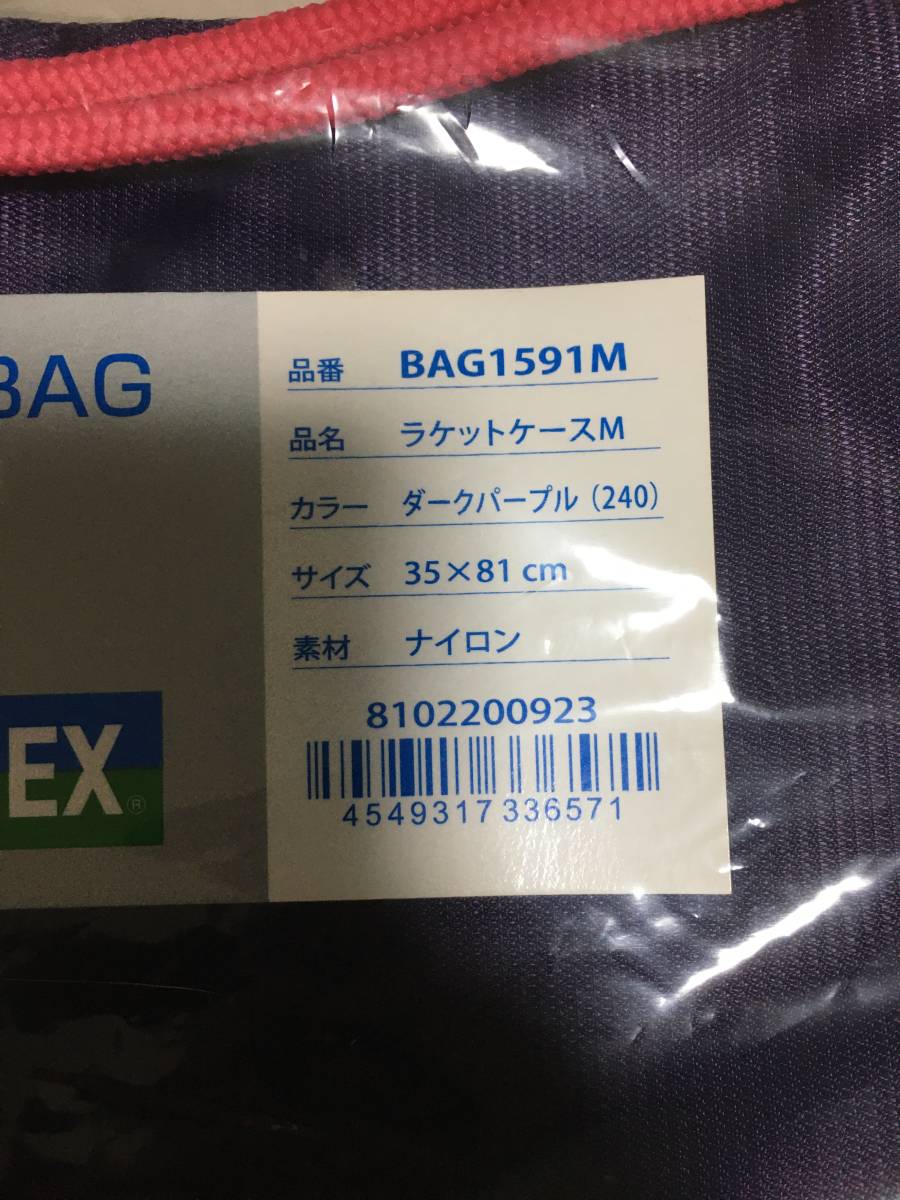 BAG
品番 BAG1591M
品名 ラケットケースM
カラー ダークパープル(240)
サイズ 35×81 cm
素材 ナイロン
8102200923
EX®
4549317336571